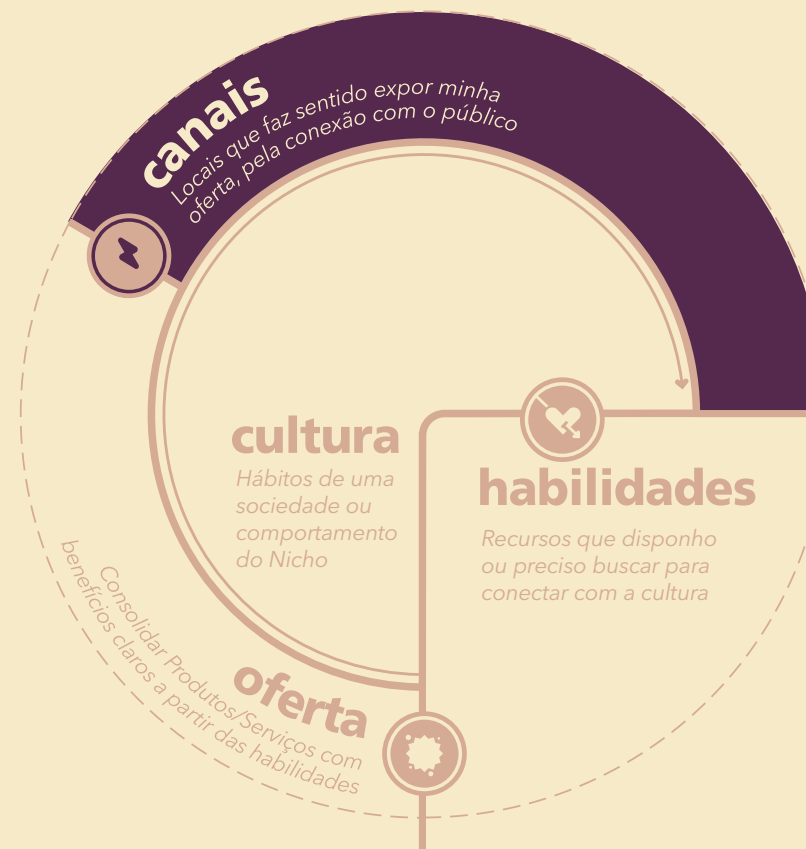 canais
Locais que faz sentido expor minha
oferta, pela conexão com o público
cultura
Hábitos de uma
sociedade ou
comportamento
do Nicho
habilidades
Recursos que disponho
ou preciso buscar para
conectar com a cultura
oferta
Consolidar Produtos/Serviços com
benefícios claros a partir das habilidades